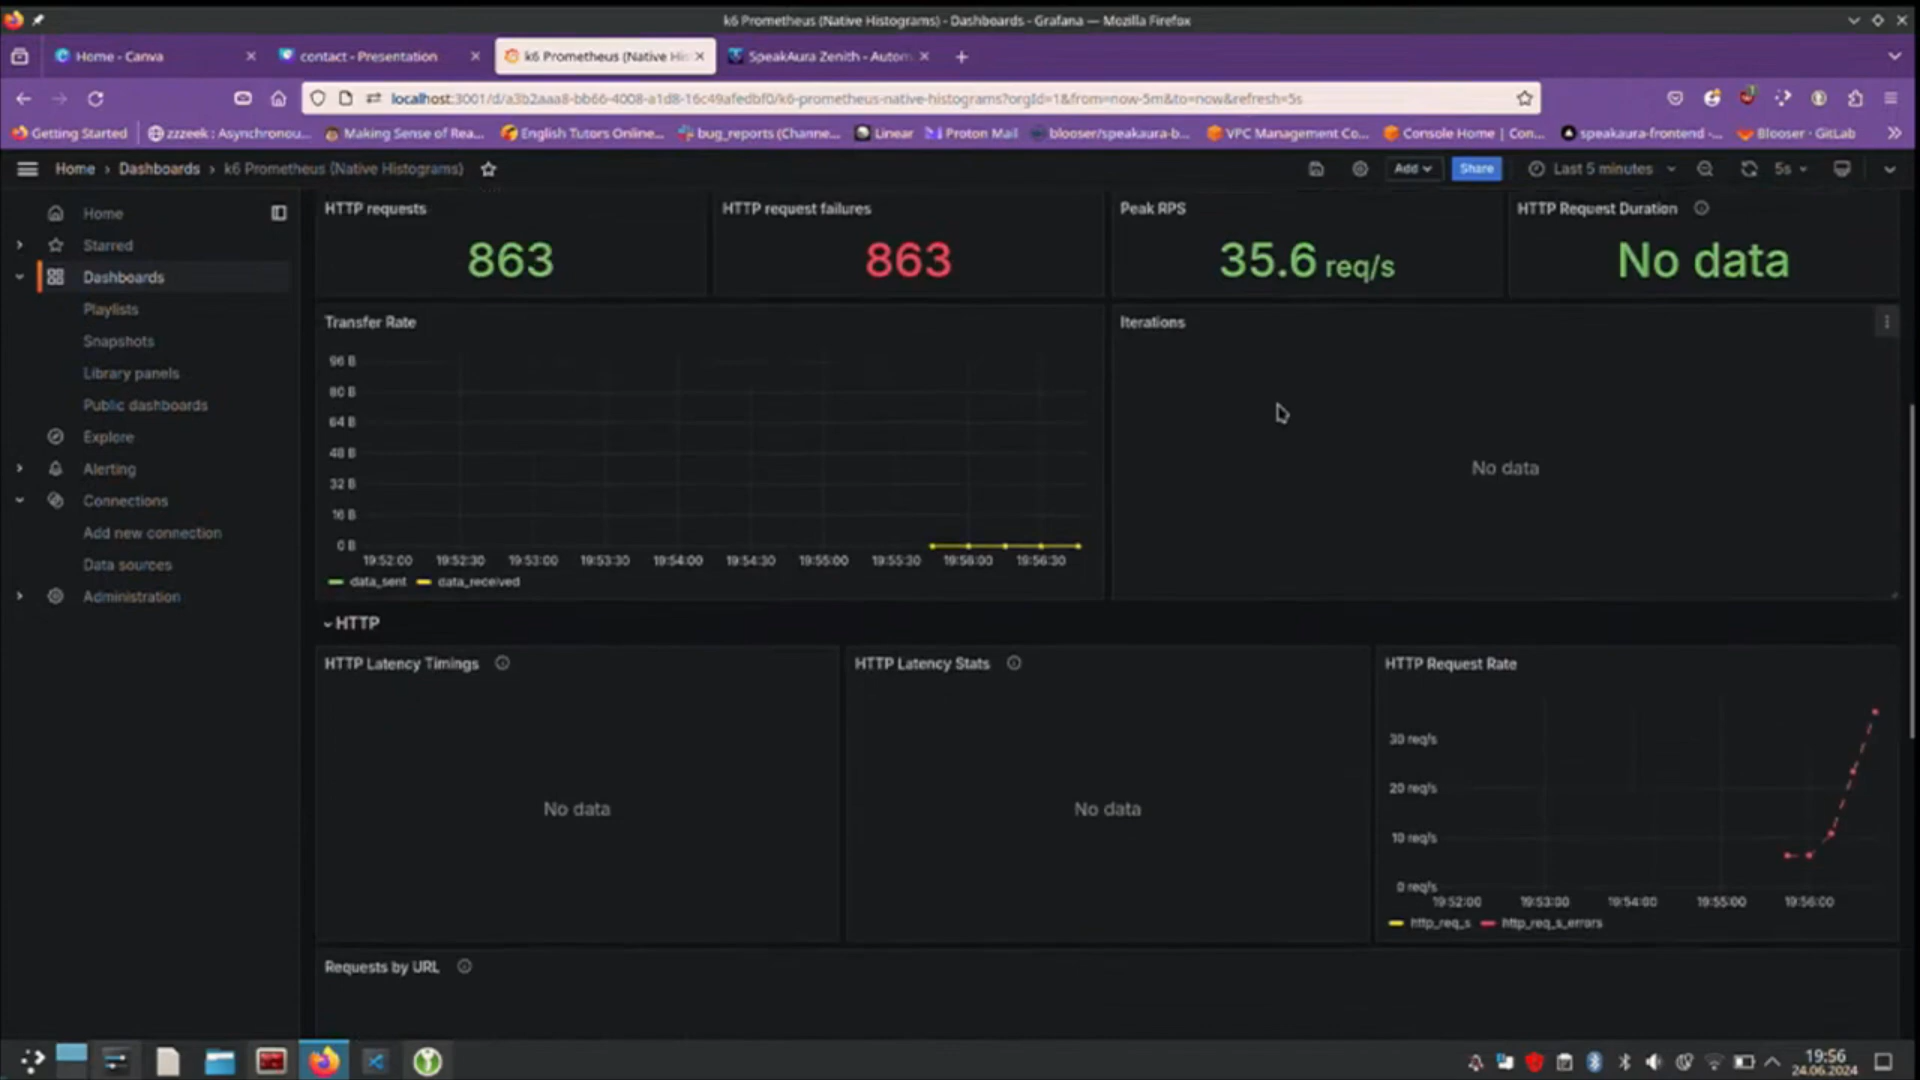 k6 Prometheus (Native Histograms) - Dashboards - Grafana — Mozilla Firefox
Home - Canva
contact - Presentation
k6 Prometheus (Native His
SpeakAura Zenith - Autom
localhost:3001/d/a3b2aaa8-bb66-4008-a1d8-16c49afedbf0/k6-prometheus-native-histograms?orgId=1&from=now-5m&to=now&refresh=5s
Getting Started
zzzeek : Asynchronou...
Making Sense of Rea...
English Tutors Online...
bug_reports (Channe...
Linear
Proton Mail
blooser/speakaura-b...
VPC Management Co...
Console Home | Con...
speakaura-frontend -...
Blooser · GitLab
Home › Dashboards › k6 Prometheus (Native Histograms)
Add
Share
Last 5 minutes
5s
Home
Starred
Dashboards
Playlists
Snapshots
Library panels
Public dashboards
Explore
Alerting
Connections
Add new connection
Data sources
Administration
HTTP requests
863
HTTP request failures
863
Peak RPS
35.6 req/s
HTTP Request Duration
No data
Transfer Rate
96 B
80 B
64 B
48 B
32 B
16 B
0 B
19:52:00 19:52:30 19:53:00 19:53:30 19:54:00 19:54:30 19:55:00 19:55:30 19:56:00 19:56:30
data_sent data_received
Iterations
No data
HTTP
HTTP Latency Timings
No data
HTTP Latency Stats
No data
HTTP Request Rate
30 req/s
20 req/s
10 req/s
0 req/s
19:52:00 19:53:00 19:54:00 19:55:00 19:56:00
http_req_s http_req_s_errors
Requests by URL
19:56
24.06.2024